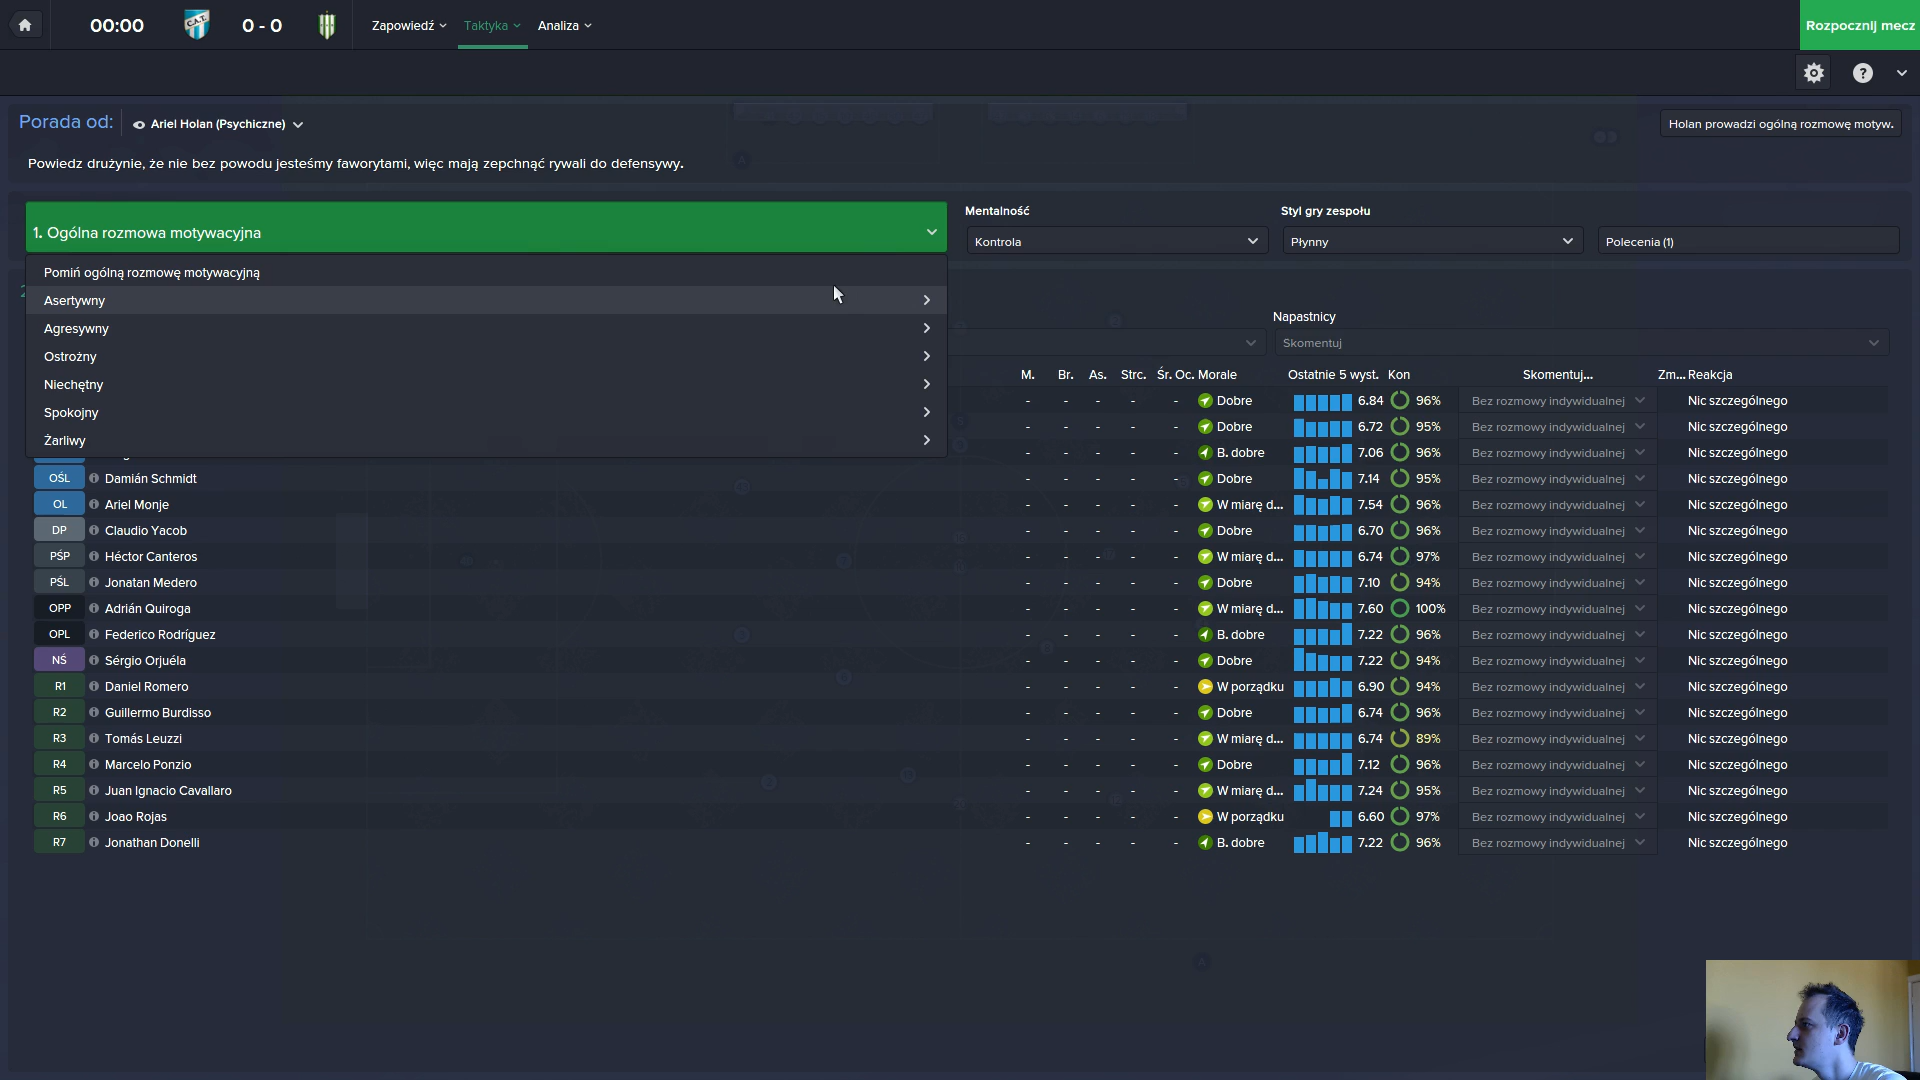 00:00
C.A.T.
0 - 0
Zapowiedź
Taktyka
Analiza
Rozpocznij mecz
?
Porada od:
Ariel Holan (Psychiczne)
Holan prowadzi ogólną rozmowę motyw.
Powiedz drużynie, że nie bez powodu jesteśmy faworytami, więc mają zepchnąć rywali do defensywy.
1. Ogólna rozmowa motywacyjna
Mentalność
Styl gry zespołu
Kontrola
Płynny
Polecenia (1)
Pomiń ogólną rozmowę motywacyjną
Asertywny
Agresywny
Ostrożny
Niechętny
Spokojny
Żarliwy
Napastnicy
Skomentuj
M. Br. As. Strc. Śr. Oc. Morale Ostatnie 5 wyst. Kon Skomentuj... Zm... Reakcja
- - - - - Dobre 6.84 96% Bez rozmowy indywidualnej Nic szczególnego
- - - - - Dobre 6.72 95% Bez rozmowy indywidualnej Nic szczególnego
- - - - - B. dobre 7.06 96% Bez rozmowy indywidualnej Nic szczególnego
OŚL Damián Schmidt - - - - - Dobre 7.14 95% Bez rozmowy indywidualnej Nic szczególnego
OL Ariel Monje - - - - - W miarę d... 7.54 96% Bez rozmowy indywidualnej Nic szczególnego
DP Claudio Yacob - - - - - Dobre 6.70 96% Bez rozmowy indywidualnej Nic szczególnego
PŚP Héctor Canteros - - - - - W miarę d... 6.74 97% Bez rozmowy indywidualnej Nic szczególnego
PŚL Jonatan Medero - - - - - Dobre 7.10 94% Bez rozmowy indywidualnej Nic szczególnego
OPP Adrián Quiroga - - - - - W miarę d... 7.60 100% Bez rozmowy indywidualnej Nic szczególnego
OPL Federico Rodríguez - - - - - B. dobre 7.22 96% Bez rozmowy indywidualnej Nic szczególnego
NŚ Sérgio Orjuéla - - - - - Dobre 7.22 94% Bez rozmowy indywidualnej Nic szczególnego
R1 Daniel Romero - - - - - W porządku 6.90 94% Bez rozmowy indywidualnej Nic szczególnego
R2 Guillermo Burdisso - - - - - Dobre 6.74 96% Bez rozmowy indywidualnej Nic szczególnego
R3 Tomás Leuzzi - - - - - W miarę d... 6.74 89% Bez rozmowy indywidualnej Nic szczególnego
R4 Marcelo Ponzio - - - - - Dobre 7.12 96% Bez rozmowy indywidualnej Nic szczególnego
R5 Juan Ignacio Cavallaro - - - - - W miarę d... 7.24 95% Bez rozmowy indywidualnej Nic szczególnego
R6 Joao Rojas - - - - - W porządku 6.60 97% Bez rozmowy indywidualnej Nic szczególnego
R7 Jonathan Donelli - - - - - B. dobre 7.22 96% Bez rozmowy indywidualnej Nic szczególnego